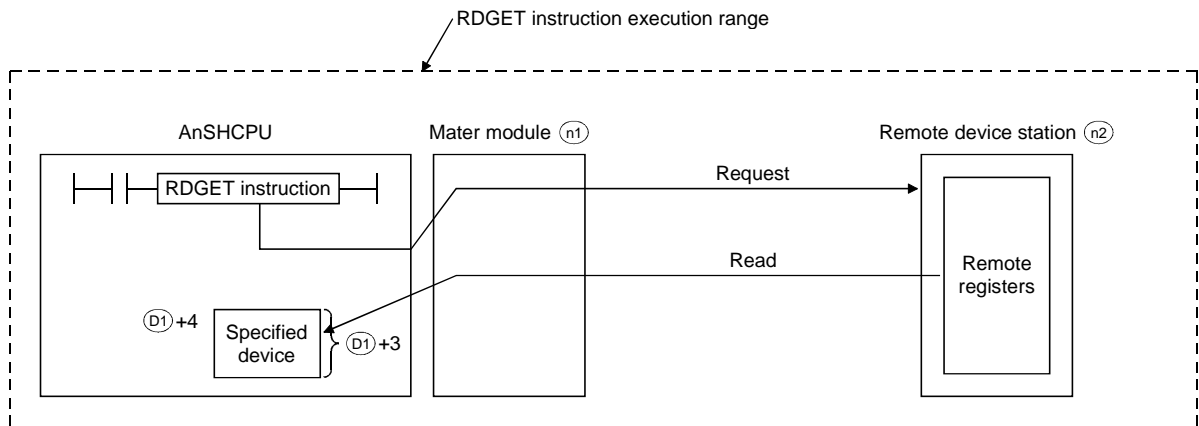 RDGET instruction execution range
AnSHCPU
Mater module n1
Remote device station n2
RDGET instruction
Request
Read
Remote
registers
D1 +4
Specified
device
D1 +3